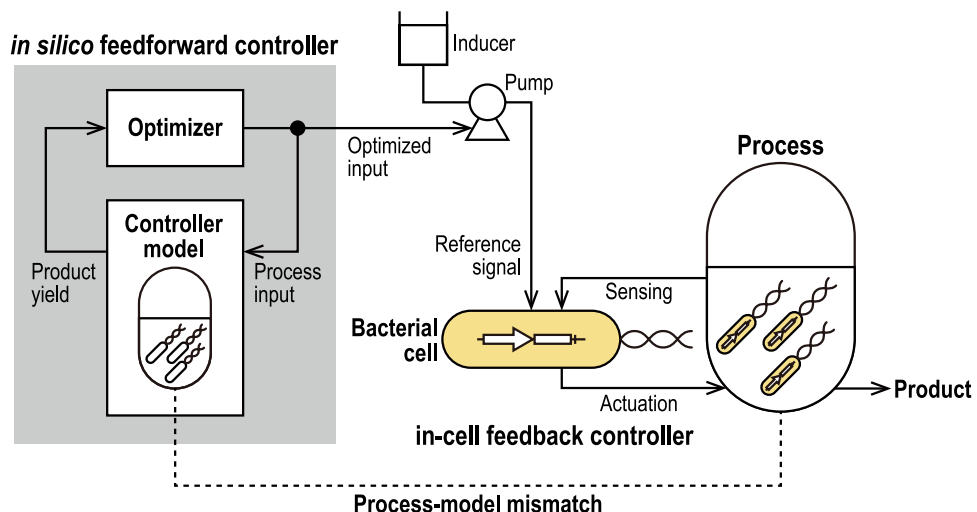 in silico feedforward controller
Inducer
Pump
Optimizer
Optimized
input
Process
Controller
model
Product
yield
Process
input
Reference
signal
Sensing
Bacterial
cell
Actuation
Product
in-cell feedback controller
Process-model mismatch